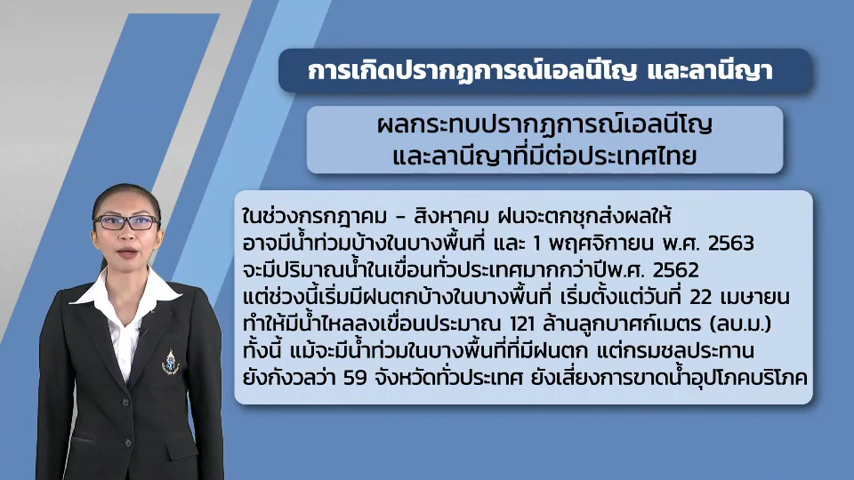 การเกิดปรากฏการณ์เอลนีโญ และลานีญา
ผลกระทบปรากฏการณ์เอลนีโญ
และลานีญาที่มีต่อประเทศไทย
ในช่วงกรกฎาคม - สิงหาคม ฝนจะตกชุกส่งผลให้
อาจมีน้ำท่วมบ้างในบางพื้นที่ และ 1 พฤศจิกายน พ.ศ. 2563
จะมีปริมาณน้ำในเขื่อนทั่วประเทศมากกว่าปีพ.ศ. 2562
แต่ช่วงนี้เริ่มมีฝนตกบ้างในบางพื้นที่ เริ่มตั้งแต่วันที่ 22 เมษายน
ทำให้มีน้ำไหลลงเขื่อนประมาณ 121 ล้านลูกบาศก์เมตร (ลบ.ม.)
ทั้งนี้ แม้จะมีน้ำท่วมในบางพื้นที่ที่มีฝนตก แต่กรมชลประทาน
ยังกังวลว่า 59 จังหวัดทั่วประเทศ ยังเสี่ยงการขาดน้ำอุปโภคบริโภค